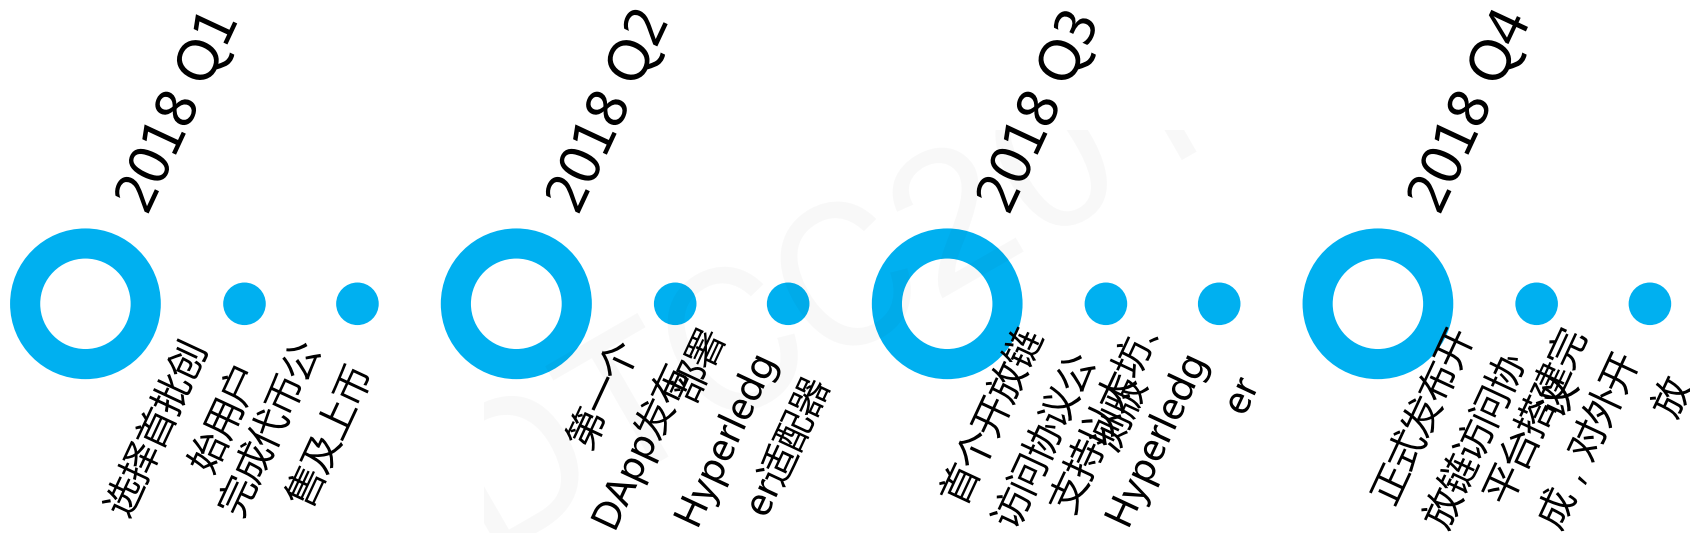 2018 Q1
选择首批创
始用户
完成代币公
售及上市
2018 Q2
第一个
DApp发布
部署
Hyperledg
er适配器
2018 Q3
首个开放链
访问协议公
测版
支持以太坊、
Hyperledg
er
2018 Q4
正式发布开
放链访问协
议
平台搭建完
成，对外开
放